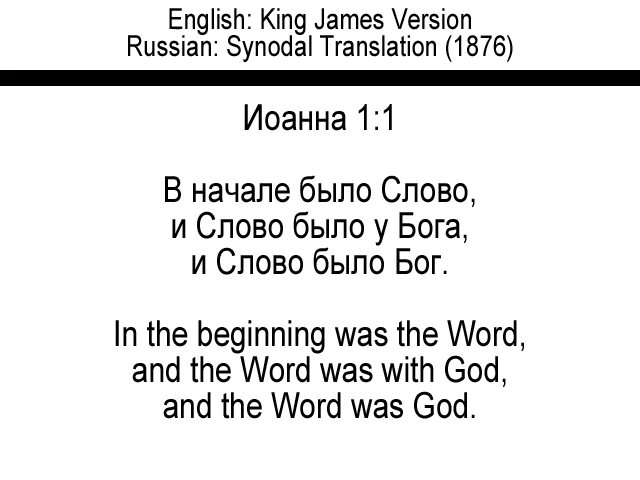 English: King James Version
Russian: Synodal Translation (1876)
Иоанна 1:1
В начале было Слово,
и Слово было у Бога,
и Слово было Бог.
In the beginning was the Word,
and the Word was with God,
and the Word was God.